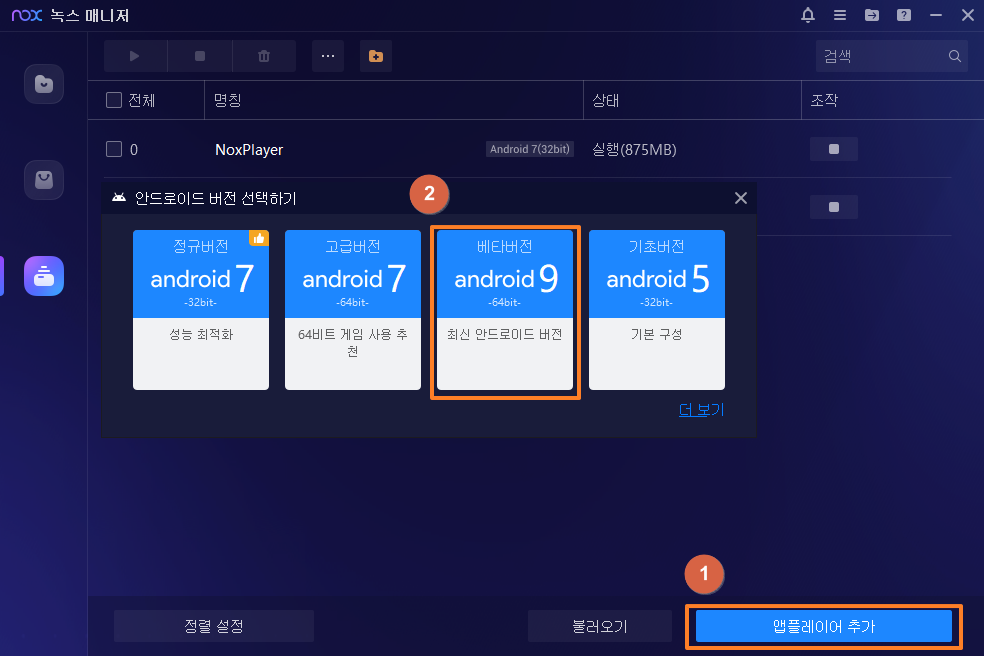 nox 녹스 매니저
검색
전체 명칭 상태 조작
0 NoxPlayer Android 7(32bit) 실행(875MB)
안드로이드 버전 선택하기
2
정규버전
android 7
-32bit-
성능 최적화
고급버전
android 7
-64bit-
64비트 게임 사용 추
천
베타버전
android 9
-64bit-
최신 안드로이드 버전
기초버전
android 5
-32bit-
기본 구성
더 보기
1
정렬 설정 불러오기 앱플레이어 추가